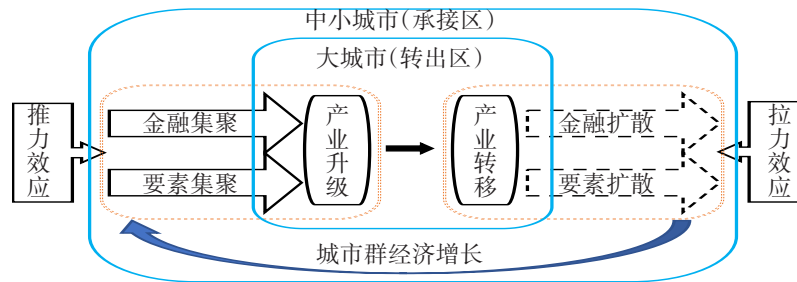 中小城市(承接区)
大城市(转出区)
推力效应
金融集聚
要素集聚
产业升级
产业转移
金融扩散
要素扩散
拉力效应
城市群经济增长